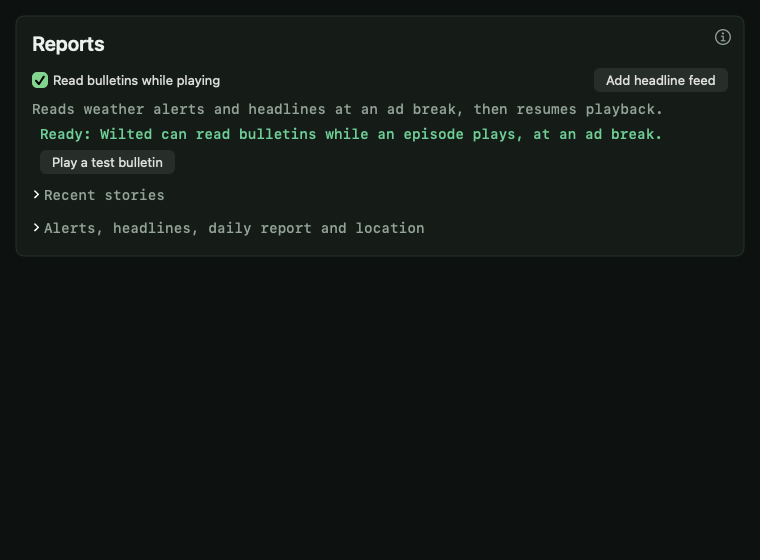 Reports
Read bulletins while playing
Add headline feed
Reads weather alerts and headlines at an ad break, then resumes playback.
Ready: Wilted can read bulletins while an episode plays, at an ad break.
Play a test bulletin
Recent stories
Alerts, headlines, daily report and location